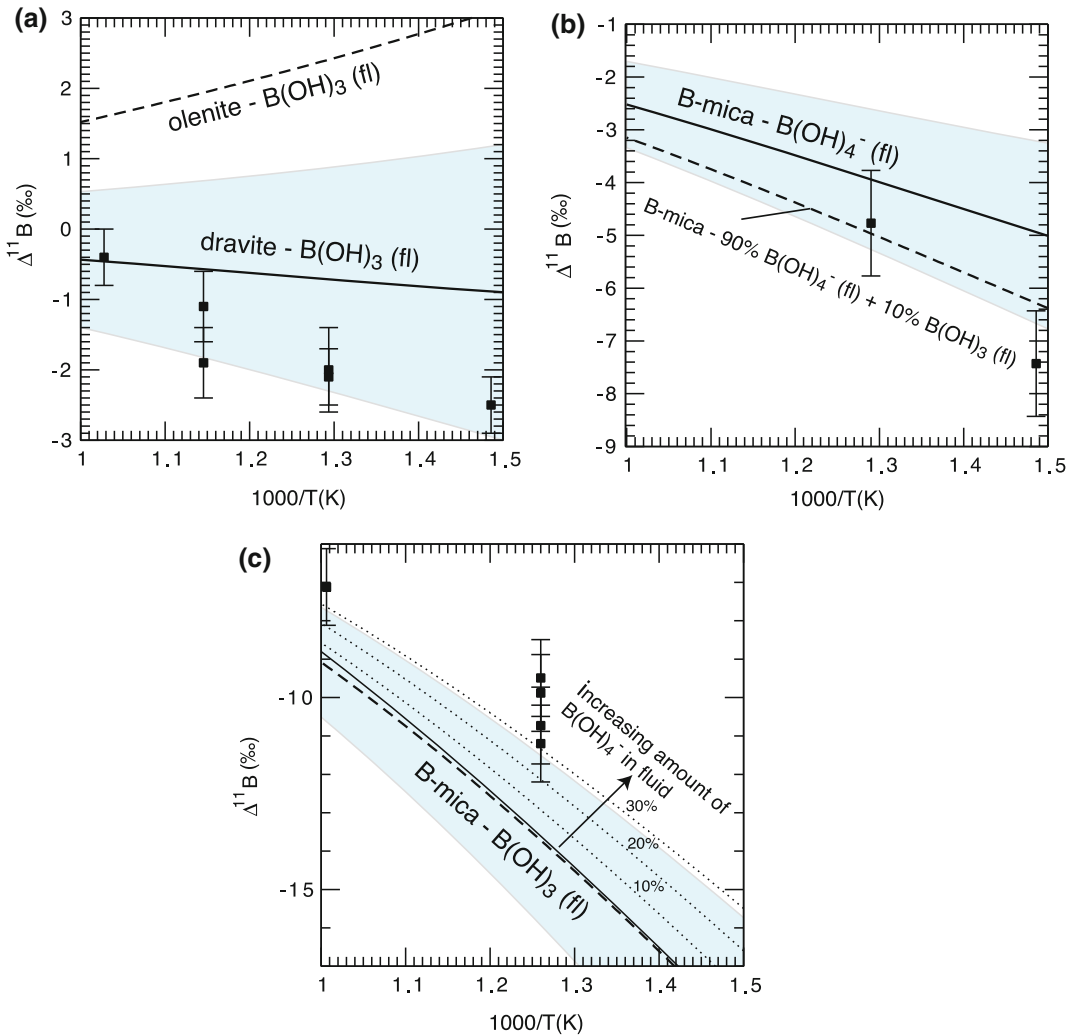 (a)
3
2
1
0
-1
-2
-3
Δ11B (‰)
olenite - B(OH)3 (fl)
dravite - B(OH)3 (fl)
1 1.1 1.2 1.3 1.4 1.5
1000/T(K)
(b)
-1
-2
-3
-4
-5
-6
-7
-8
-9
Δ11B (‰)
B-mica - B(OH)4- (fl)
B-mica - 90% B(OH)4- (fl) + 10% B(OH)3 (fl)
1 1.1 1.2 1.3 1.4 1.5
1000/T(K)
(c)
-10
-15
Δ11B (‰)
increasing amount of
B(OH)4- in fluid
30%
20%
10%
B-mica - B(OH)3 (fl)
1 1.1 1.2 1.3 1.4 1.5
1000/T(K)